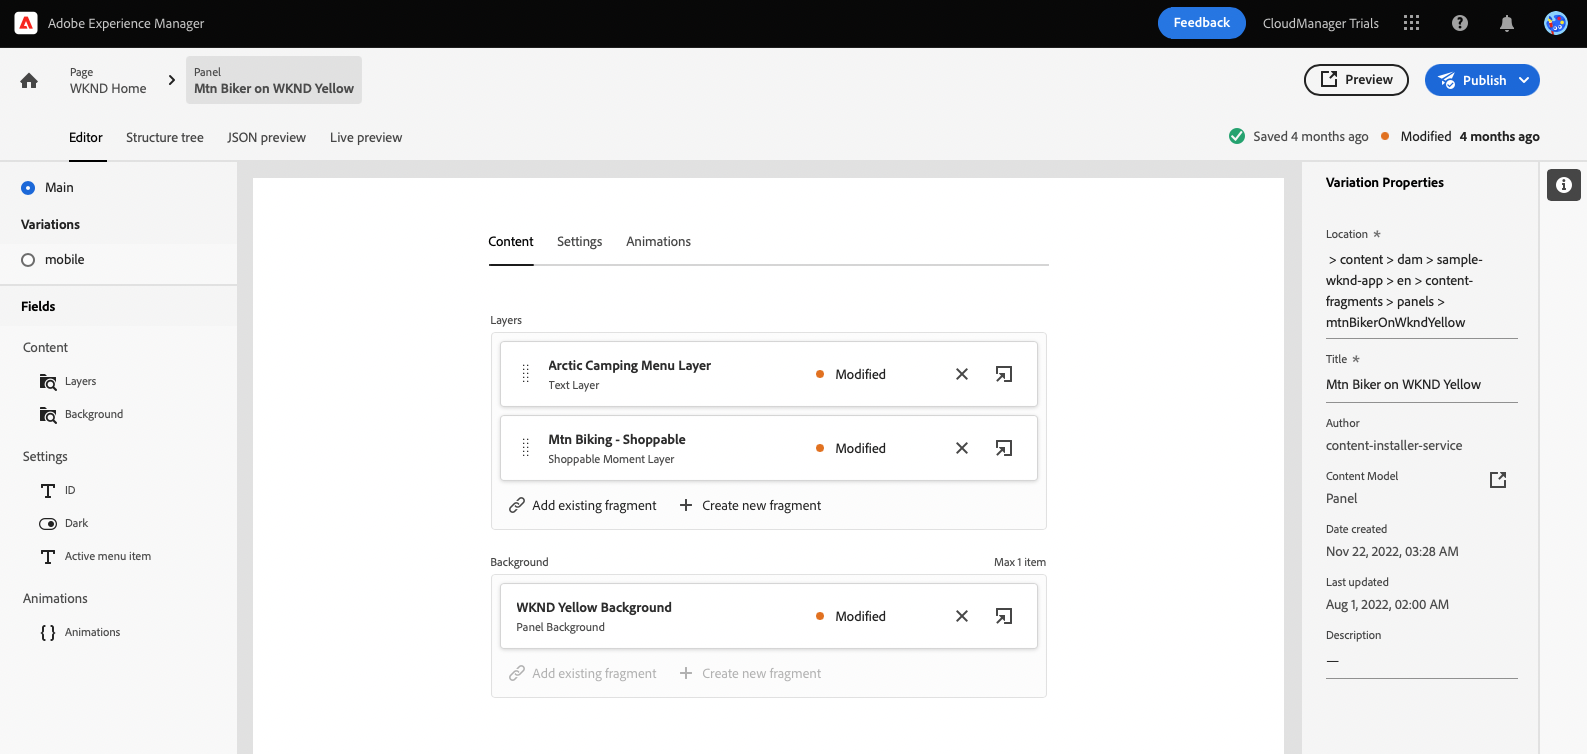 Adobe Experience Manager
Feedback
CloudManager Trials
Page
WKND Home
Panel
Mtn Biker on WKND Yellow
Preview
Publish
Editor
Structure tree
JSON preview
Live preview
Saved 4 months ago
Modified 4 months ago
Main
Variations
mobile
Fields
Content
Layers
Background
Settings
ID
Dark
Active menu item
Animations
Animations
Content
Settings
Animations
Layers
Arctic Camping Menu Layer
Text Layer
Modified
Mtn Biking - Shoppable
Shoppable Moment Layer
Modified
Add existing fragment
Create new fragment
Background
Max 1 item
WKND Yellow Background
Panel Background
Modified
Add existing fragment
Create new fragment
Variation Properties
Location *
> content > dam > sample-
wknd-app > en > content-
fragments > panels >
mtnBikerOnWkndYellow
Title *
Mtn Biker on WKND Yellow
Author
content-installer-service
Content Model
Panel
Date created
Nov 22, 2022, 03:28 AM
Last updated
Aug 1, 2022, 02:00 AM
Description
—